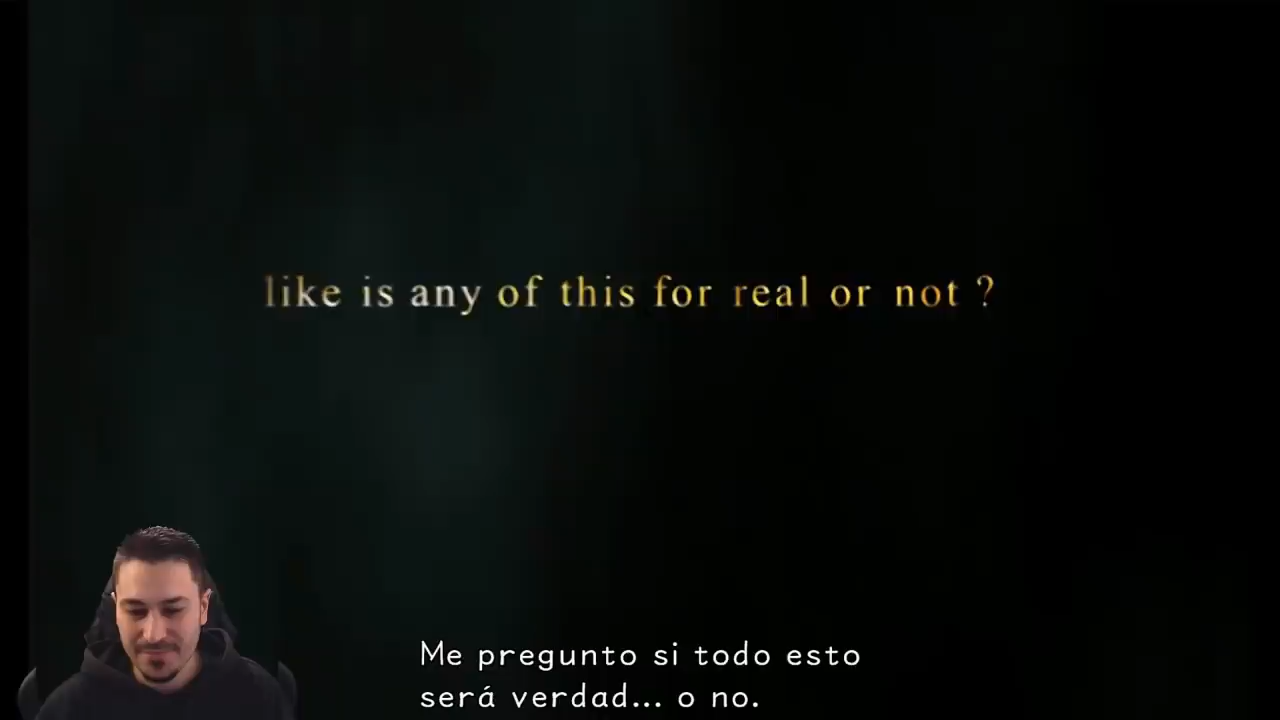 like is any of this for real or not ?
Me pregunto si todo esto
será verdad... o no.